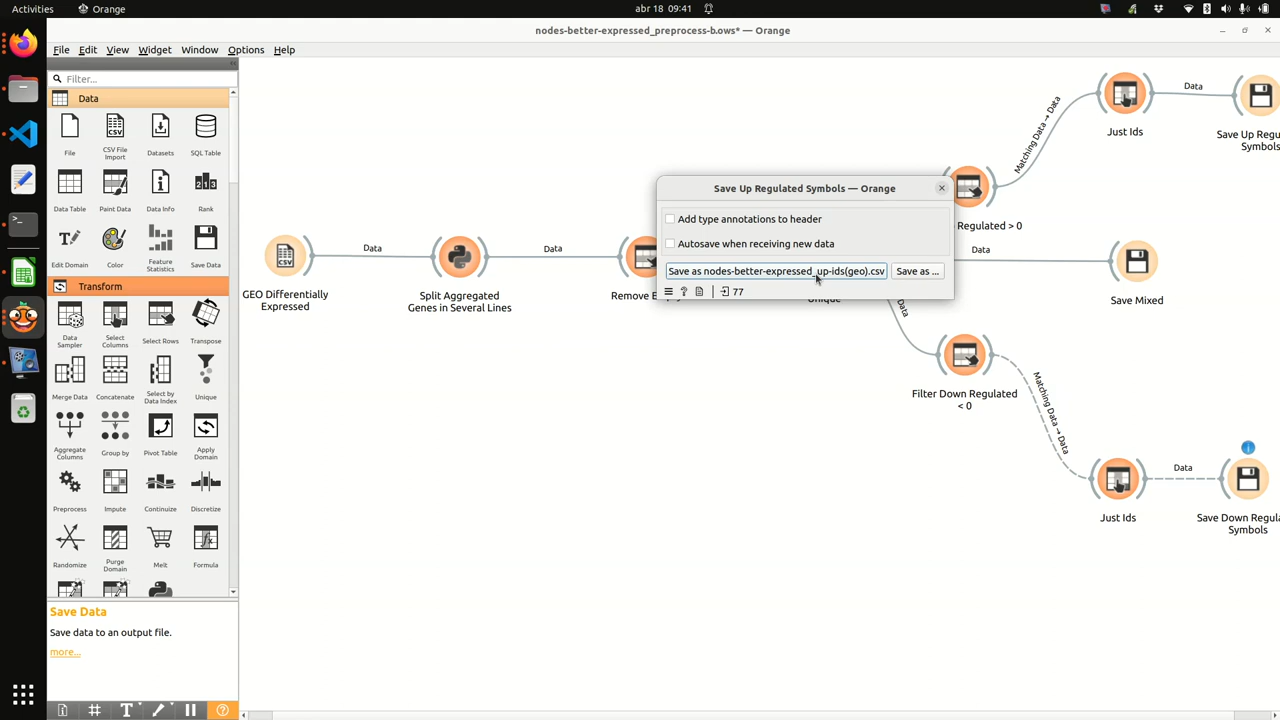 Activities
Orange
abr 18 09:41
nodes-better-expressed_preprocess-b.ows* — Orange
File Edit View Widget Window Options Help
Filter...
Data
File
CSV File
Import
Datasets
SQL Table
Data Table
Paint Data
Data Info
Rank
Edit Domain
Color
Feature
Statistics
Save Data
Transform
Data
Sampler
Select
Columns
Select Rows
Transpose
Merge Data
Concatenate
Select by
Data Index
Unique
Aggregate
Columns
Group by
Pivot Table
Apply
Domain
Preprocess
Impute
Continuize
Discretize
Randomize
Purge
Domain
Melt
Formula
Save Data
Save data to an output file.
more...
GEO Differentially
Expressed
Data
Split Aggregated
Genes in Several Lines
Data
Remove E
Unique
Save Up Regulated Symbols — Orange
Add type annotations to header
Autosave when receiving new data
Save as nodes-better-expressed_up-ids(geo).csv
Save as ...
77
Regulated > 0
Matching Data → Data
Just Ids
Data
Save Up Regu
Symbols
Data
Save Mixed
Data
Filter Down Regulated
< 0
Matching Data → Data
Just Ids
Data
Save Down Regula
Symbols